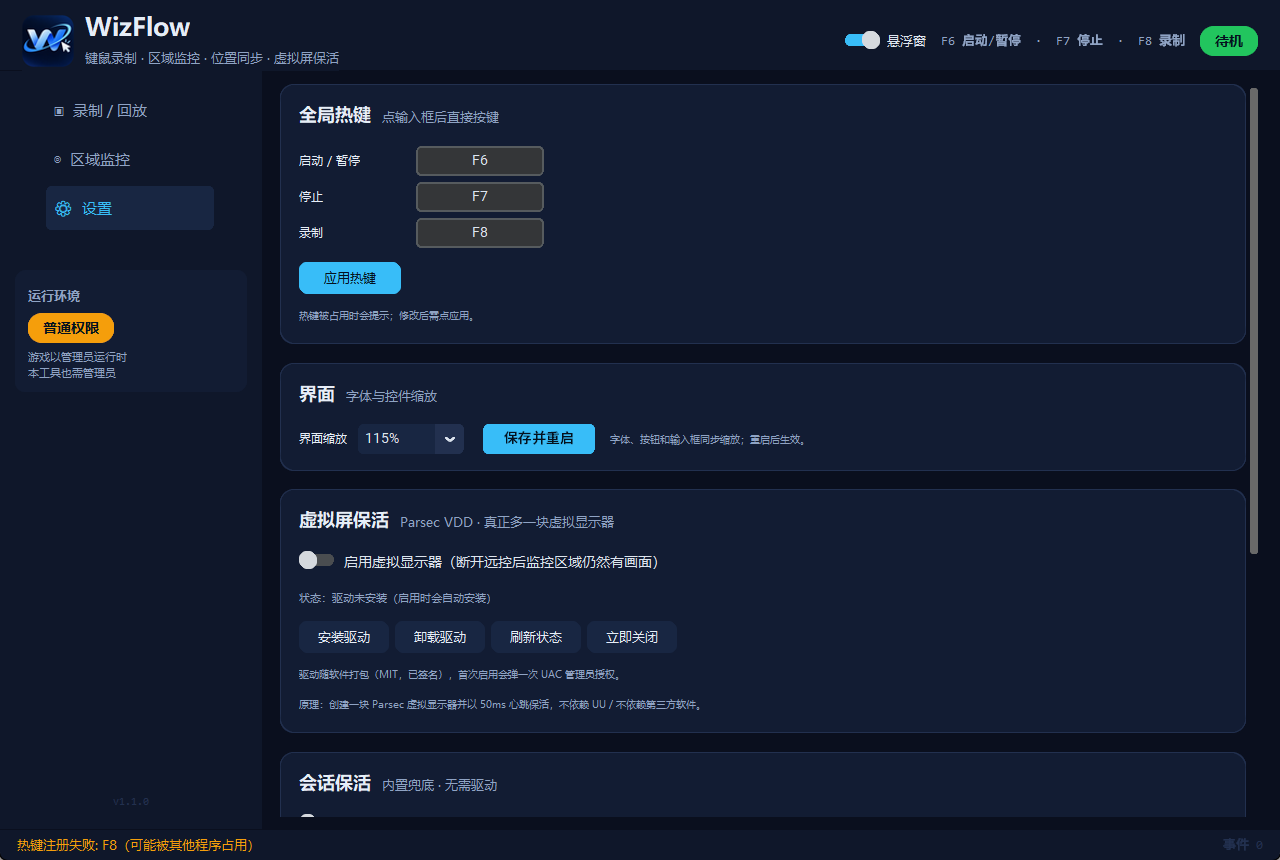 WizFlow
键鼠录制 · 区域监控 · 位置同步 · 虚拟屏保活
悬浮窗 F6 启动/暂停 · F7 停止 · F8 录制 待机
录制 / 回放
区域监控
设置
运行环境
普通权限
游戏以管理员运行时
本工具也需管理员
v1.1.0
全局热键 点输入框后直接按键
启动 / 暂停 F6
停止 F7
录制 F8
应用热键
热键被占用时会提示；修改后需点应用。
界面 字体与控件缩放
界面缩放 115% 保存并重启 字体、按钮和输入框同步缩放；重启后生效。
虚拟屏保活 Parsec VDD · 真正多一块虚拟显示器
启用虚拟显示器（断开远控后监控区域仍然有画面）
状态：驱动未安装（启用时会自动安装）
安装驱动 卸载驱动 刷新状态 立即关闭
驱动随软件打包（MIT，已签名），首次启用会弹一次 UAC 管理员授权。
原理：创建一块 Parsec 虚拟显示器并以 50ms 心跳保活，不依赖 UU / 不依赖第三方软件。
会话保活 内置兜底 · 无需驱动
热键注册失败: F8（可能被其他程序占用）
事件 0